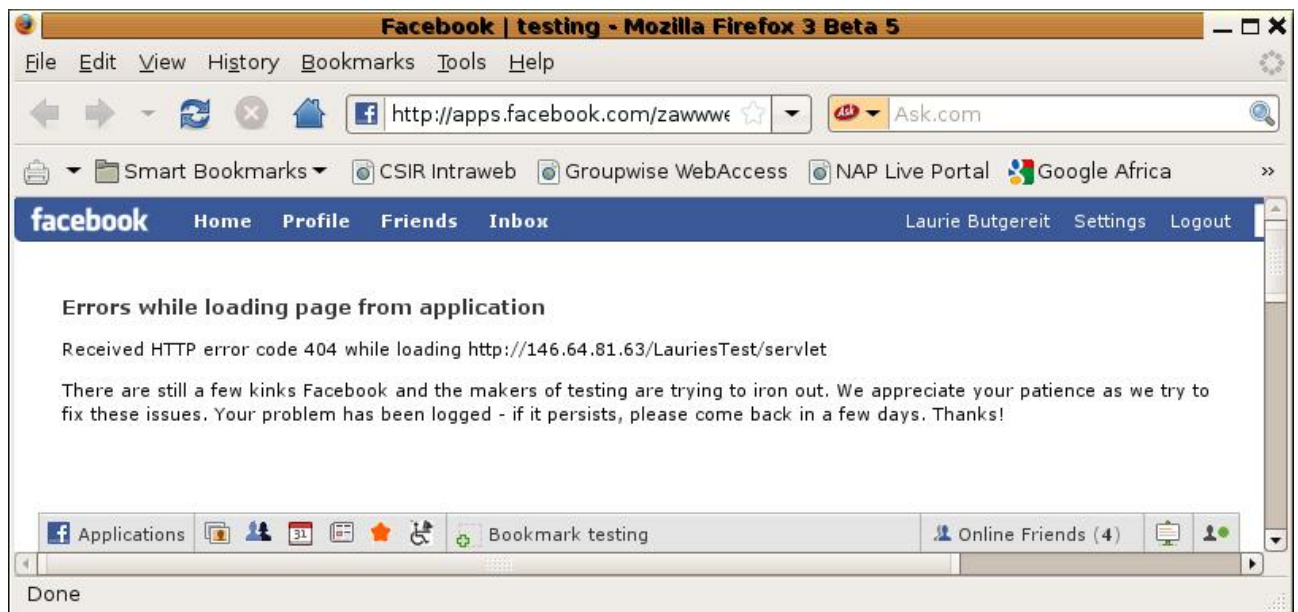 Facebook | testing - Mozilla Firefox 3 Beta 5
File Edit View History Bookmarks Tools Help
http://apps.facebook.com/zawwwe Ask Ask.com
Smart Bookmarks CSIR Intraweb Groupwise WebAccess NAP Live Portal Google Africa »
facebook Home Profile Friends Inbox Laurie Butgereit Settings Logout
Errors while loading page from application
Received HTTP error code 404 while loading http://146.64.81.63/LauriesTest/servlet
There are still a few kinks Facebook and the makers of testing are trying to iron out. We appreciate your patience as we try to
fix these issues. Your problem has been logged - if it persists, please come back in a few days. Thanks!
Applications 31 Bookmark testing Online Friends (4)
Done